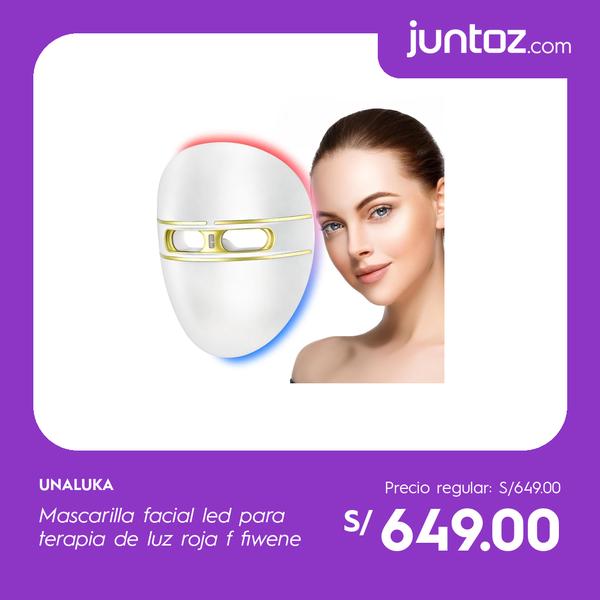 juntoz.com
UNALUKA
Mascarilla facial led para
terapia de luz roja f fiwene
Precio regular: S/649.00
S/ 649.00